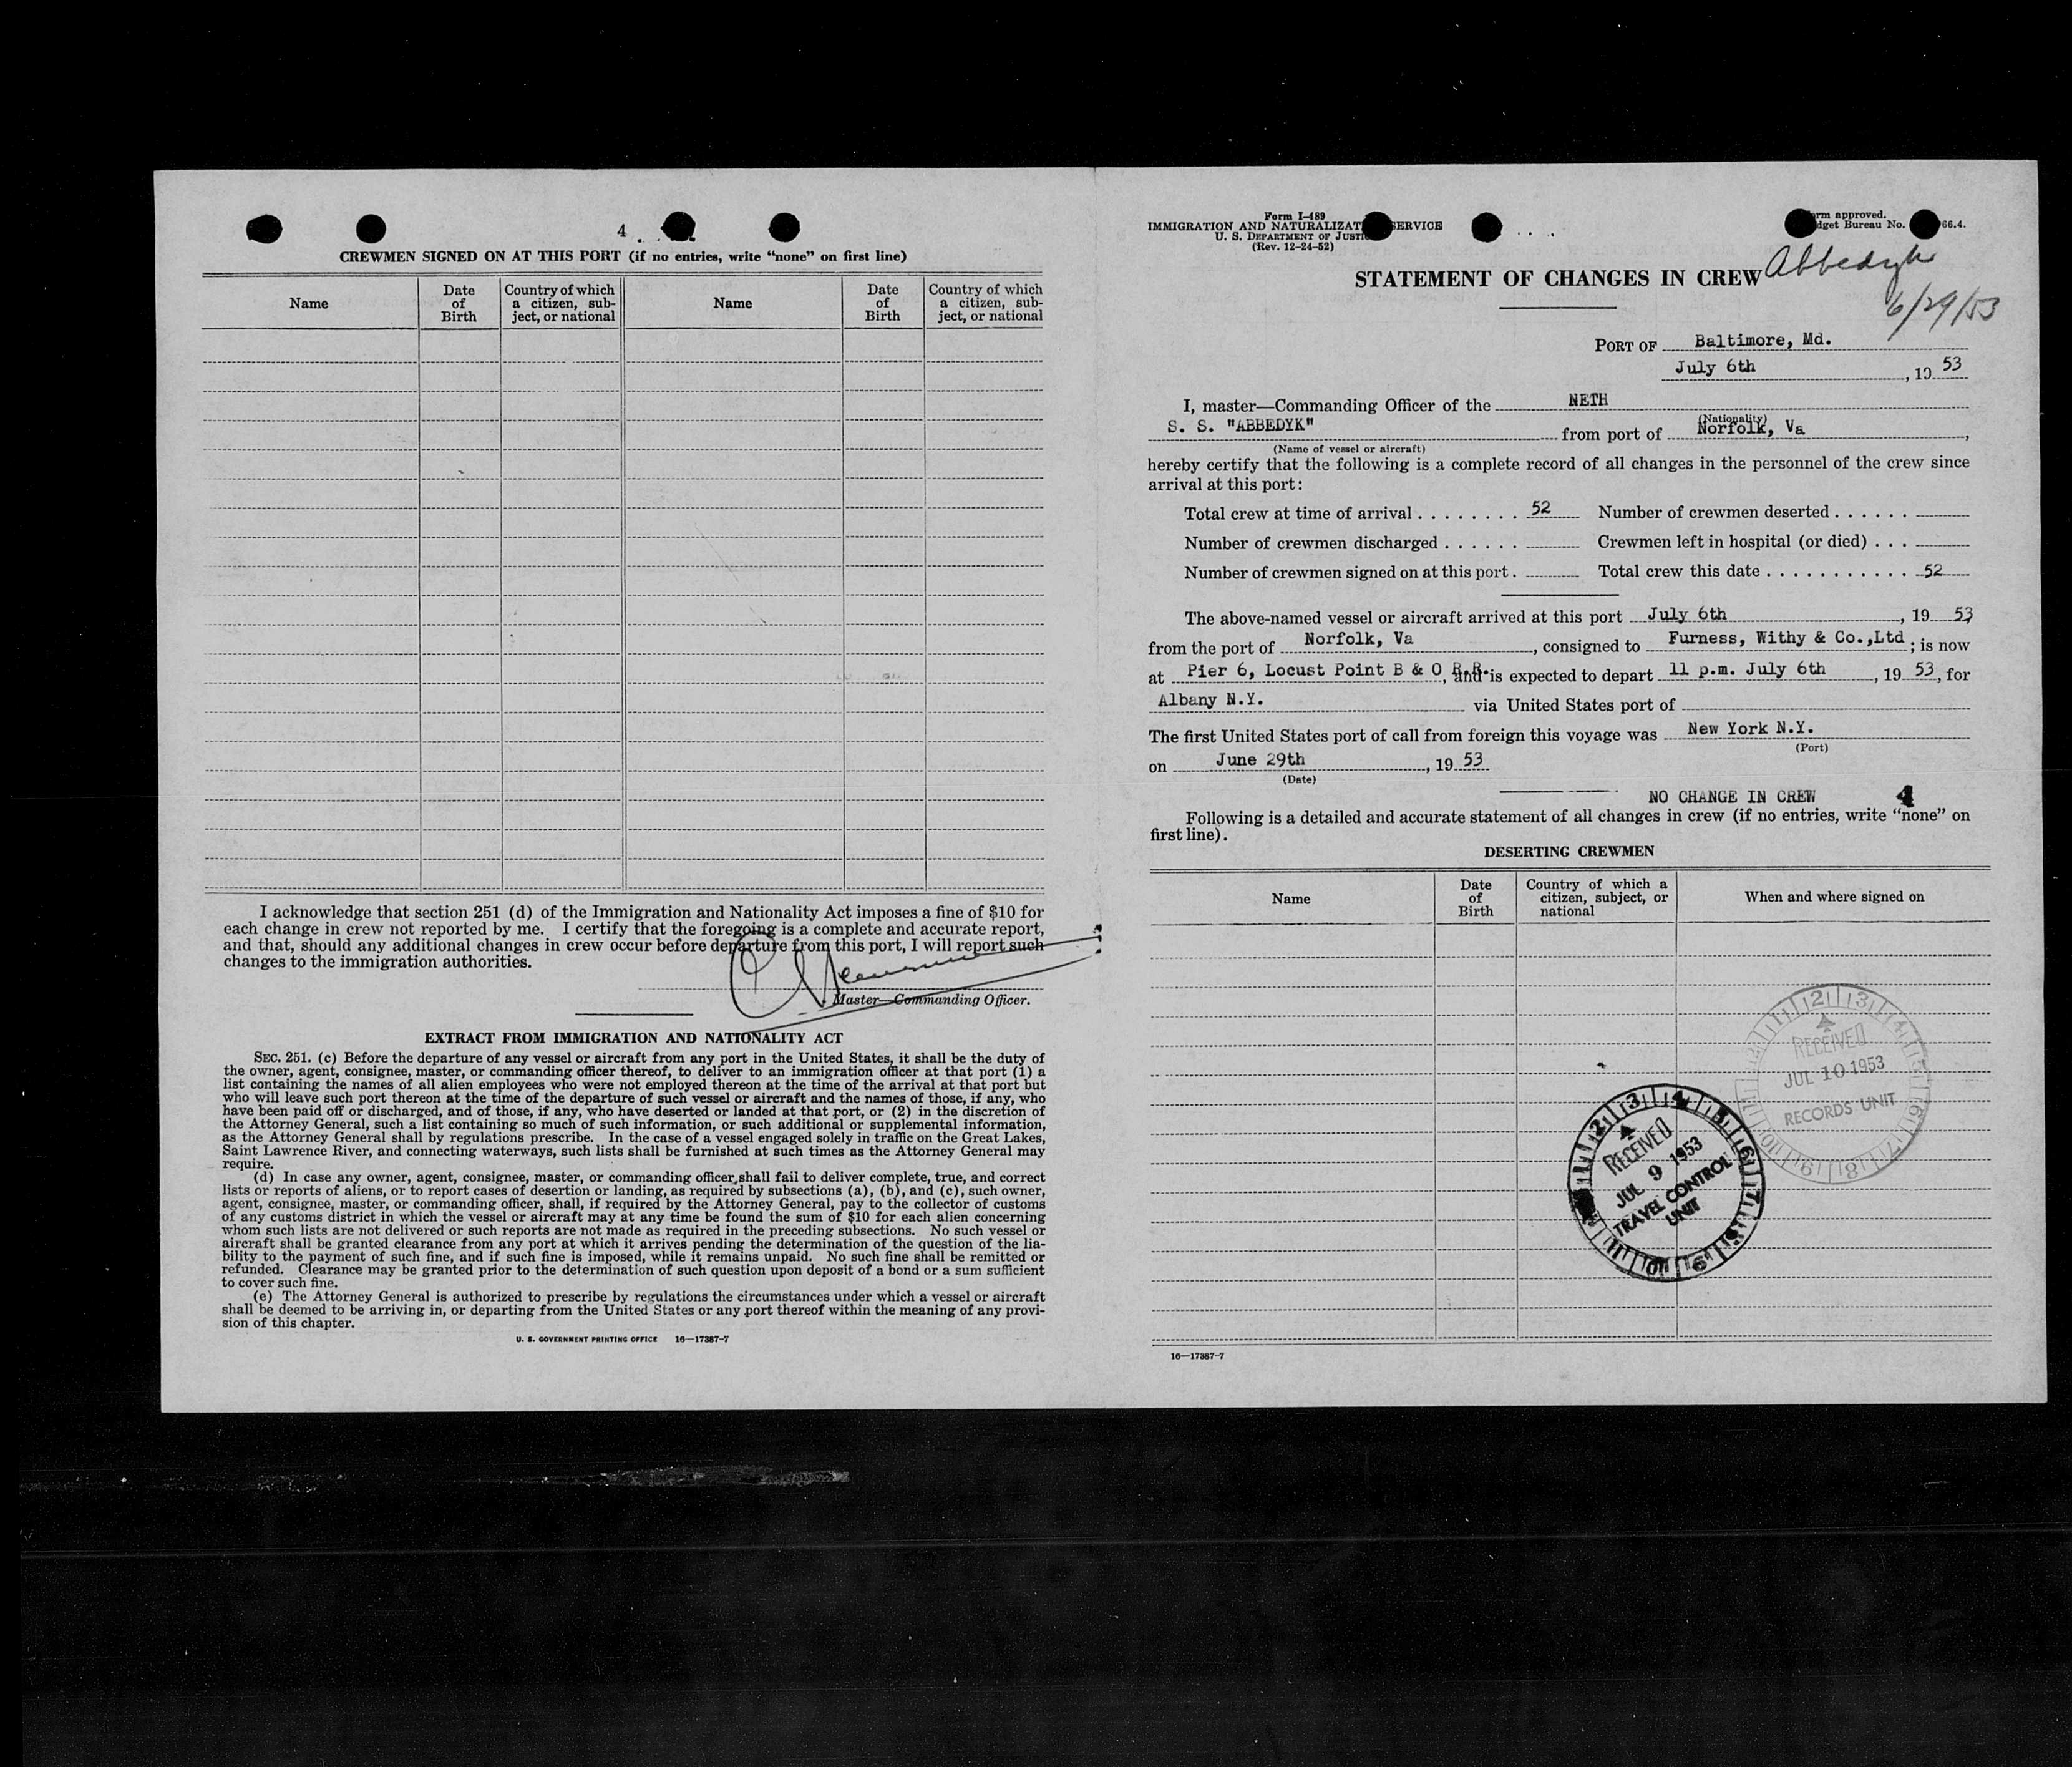 4
CREWMEN SIGNED ON AT THIS PORT (if no entries, write “none” on first line)
Name
Date of Birth
Country of which a citizen, subject, or national
Name
Date of Birth
Country of which a citizen, subject, or national
I acknowledge that section 251 (d) of the Immigration and Nationality Act imposes a fine of $10 for
each change in crew not reported by me. I certify that the foregoing is a complete and accurate report,
and that, should any additional changes in crew occur before departure from this port, I will report such
changes to the immigration authorities.
Master—Commanding Officer.
EXTRACT FROM IMMIGRATION AND NATIONALITY ACT
SEC. 251. (c) Before the departure of any vessel or aircraft from any port in the United States, it shall be the duty of
the owner, agent, consignee, master, or commanding officer thereof, to deliver to an immigration officer at that port (1) a
list containing the names of all alien employees who were not employed thereon at the time of the arrival at that port but
who will leave such port thereon at the time of the departure of such vessel or aircraft and the names of those, if any, who
have been paid off or discharged, and of those, if any, who have deserted or landed at that port, or (2) in the discretion of
the Attorney General, such a list containing so much of such information, or such additional or supplemental information,
as the Attorney General shall by regulations prescribe. In the case of a vessel engaged solely in traffic on the Great Lakes,
Saint Lawrence River, and connecting waterways, such lists shall be furnished at such times as the Attorney General may
require.
(d) In case any owner, agent, consignee, master, or commanding officer shall fail to deliver complete, true, and correct
lists or reports of aliens, or to report cases of desertion or landing, as required by subsections (a), (b), and (c), such owner,
agent, consignee, master, or commanding officer, shall, if required by the Attorney General, pay to the collector of customs
of any customs district in which the vessel or aircraft may at any time be found the sum of $10 for each alien concerning
whom such lists are not delivered or such reports are not made as required in the preceding subsections. No such vessel or
aircraft shall be granted clearance from any port at which it arrives pending the determination of the question of the lia-
bility to the payment of such fine, and if such fine is imposed, while it remains unpaid. No such fine shall be remitted or
refunded. Clearance may be granted prior to the determination of such question upon deposit of a bond or a sum sufficient
to cover such fine.
(e) The Attorney General is authorized to prescribe by regulations the circumstances under which a vessel or aircraft
shall be deemed to be arriving in, or departing from the United States or any port thereof within the meaning of any provi-
sion of this chapter.
U. S. GOVERNMENT PRINTING OFFICE 16—17387-7
Form I-489
IMMIGRATION AND NATURALIZAT ERVICE
U. S. DEPARTMENT OF JUSTI
(Rev. 12-24-52)
rm approved.
dget Bureau No. 66.4.
STATEMENT OF CHANGES IN CREW
Abbedyk
6/29/53
PORT OF Baltimore, Md.
July 6th, 19 53
I, master—Commanding Officer of the NETH
(Nationality)
S. S. "ABBEDYK" from port of Norfolk, Va,
(Name of vessel or aircraft)
hereby certify that the following is a complete record of all changes in the personnel of the crew since
arrival at this port:
Total crew at time of arrival . . . . . . . . 52 Number of crewmen deserted . . . . . .
Number of crewmen discharged . . . . . . Crewmen left in hospital (or died) . . .
Number of crewmen signed on at this port . Total crew this date . . . . . . . . . . . . 52
The above-named vessel or aircraft arrived at this port July 6th, 19 53
from the port of Norfolk, Va, consigned to Furness, Withy & Co.,Ltd; is now
at Pier 6, Locust Point B & O R.R., and is expected to depart 11 p.m. July 6th, 19 53, for
Albany N.Y. via United States port of
The first United States port of call from foreign this voyage was New York N.Y.
(Port)
on June 29th, 19 53
(Date)
NO CHANGE IN CREW 4
Following is a detailed and accurate statement of all changes in crew (if no entries, write “none” on
first line).
DESERTING CREWMEN
Name
Date of Birth
Country of which a citizen, subject, or national
When and where signed on
RECEIVED
JUL 10 1953
RECORDS UNIT
RECEIVED
JUL 9 1953
TRAVEL CONTROL
UNIT
16—17387-7